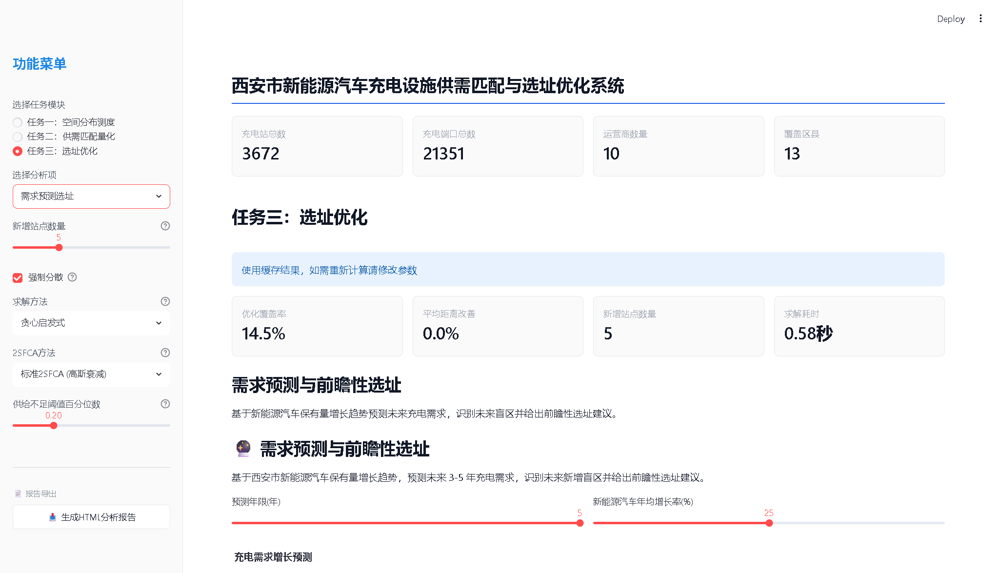 Deploy
功能菜单
选择任务模块
任务一：空间分布测度
任务二：供需匹配量化
任务三：选址优化
选择分析项
需求预测选址
新增站点数量
5
强制分散
求解方法
贪心启发式
2SFCA方法
标准2SFCA (高斯衰减)
供给不足阈值百分位数
0.20
报告导出
生成HTML分析报告
西安市新能源汽车充电设施供需匹配与选址优化系统
充电站总数
3672
充电端口总数
21351
运营商数量
10
覆盖区县
13
任务三：选址优化
使用缓存结果，如需重新计算请修改参数
优化覆盖率
14.5%
平均距离改善
0.0%
新增站点数量
5
求解耗时
0.58秒
需求预测与前瞻性选址
基于新能源汽车保有量增长趋势预测未来充电需求，识别未来盲区并给出前瞻性选址建议。
需求预测与前瞻性选址
基于西安市新能源汽车保有量增长趋势，预测未来 3-5 年充电需求，识别未来新增盲区并给出前瞻性选址建议。
预测年限(年)
5
新能源汽车年均增长率(%)
25
充电需求增长预测